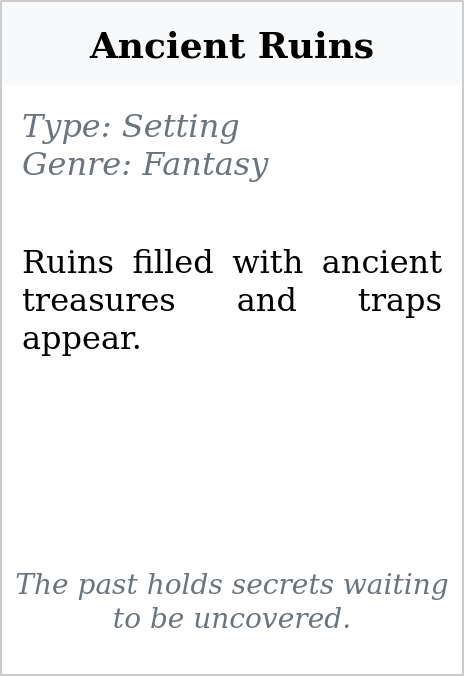 Ancient Ruins
Type: Setting
Genre: Fantasy
Ruins filled with ancient
treasures and traps
appear.
The past holds secrets waiting
to be uncovered.